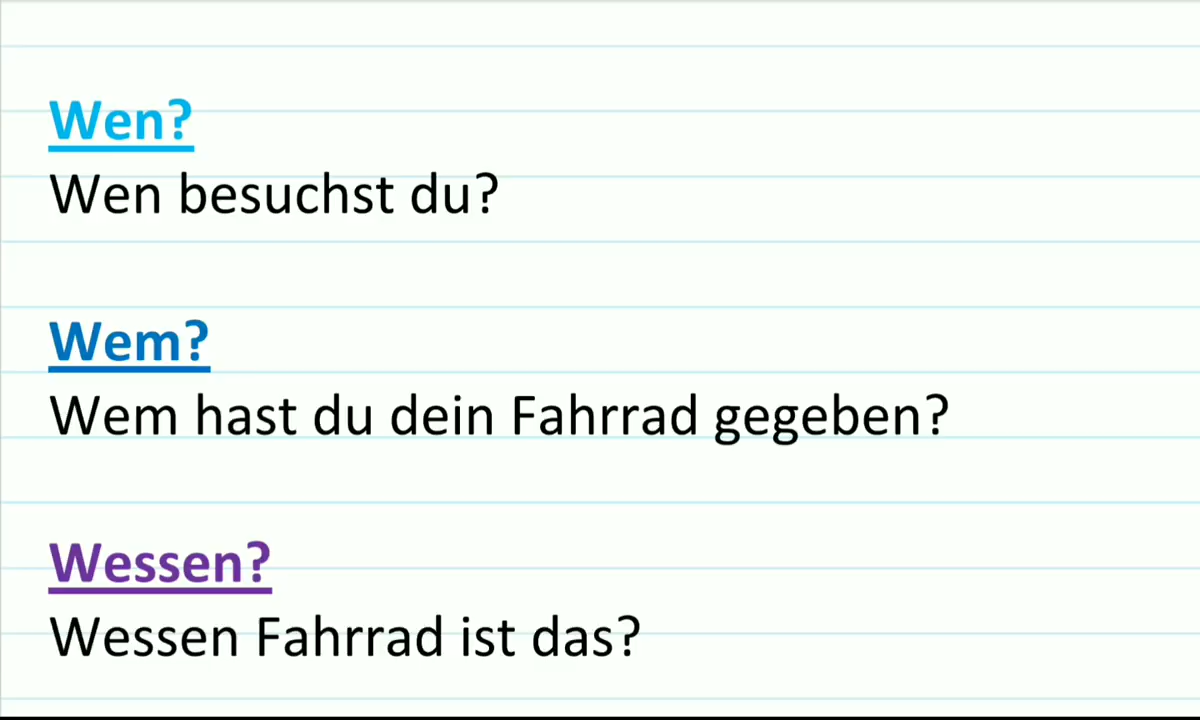 Wen?
Wen besuchst du?
Wem?
Wem hast du dein Fahrrad gegeben?
Wessen?
Wessen Fahrrad ist das?